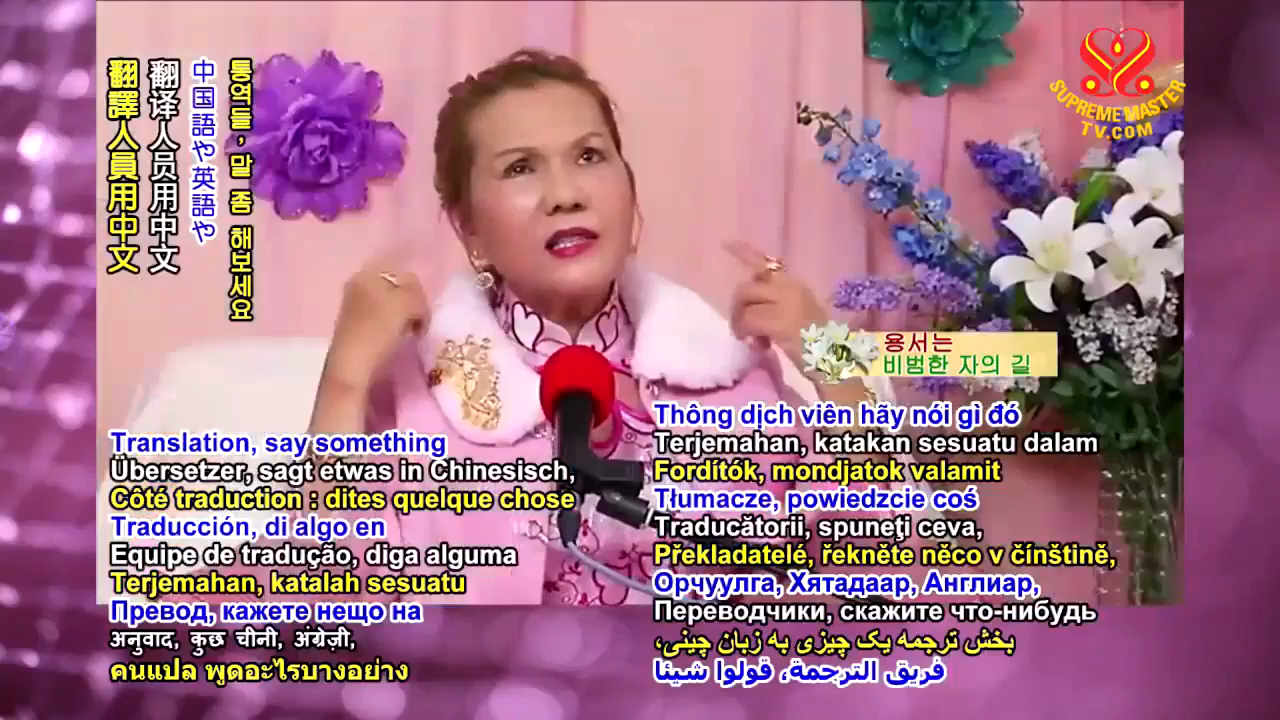 SUPREME MASTER
TV.COM
翻譯人員用中文
翻译人员用中文
中国語や英語や
통역들, 말 좀 해보세요
용서는
비범한 자의 길
Translation, say something
Übersetzer, sagt etwas in Chinesisch,
Côté traduction : dites quelque chose
Traducción, di algo en
Equipe de tradução, diga alguma
Terjemahan, katalah sesuatu
Превод, кажете нещо на
अनुवाद, कुछ चीनी, अंग्रेज़ी,
คนแปล พูดอะไรบางอย่าง
Thông dịch viên hãy nói gì đó
Terjemahan, katakan sesuatu dalam
Fordítók, mondjatok valamit
Tłumacze, powiedzcie coś
Traducătorii, spuneţi ceva,
Překladatelé, řekněte něco v čínštině,
Орчуулга, Хятадаар, Англиар,
Переводчики, скажите что-нибудь
بخش ترجمه یک چیزی به زبان چینی،
فريق الترجمة، قولوا شيئا